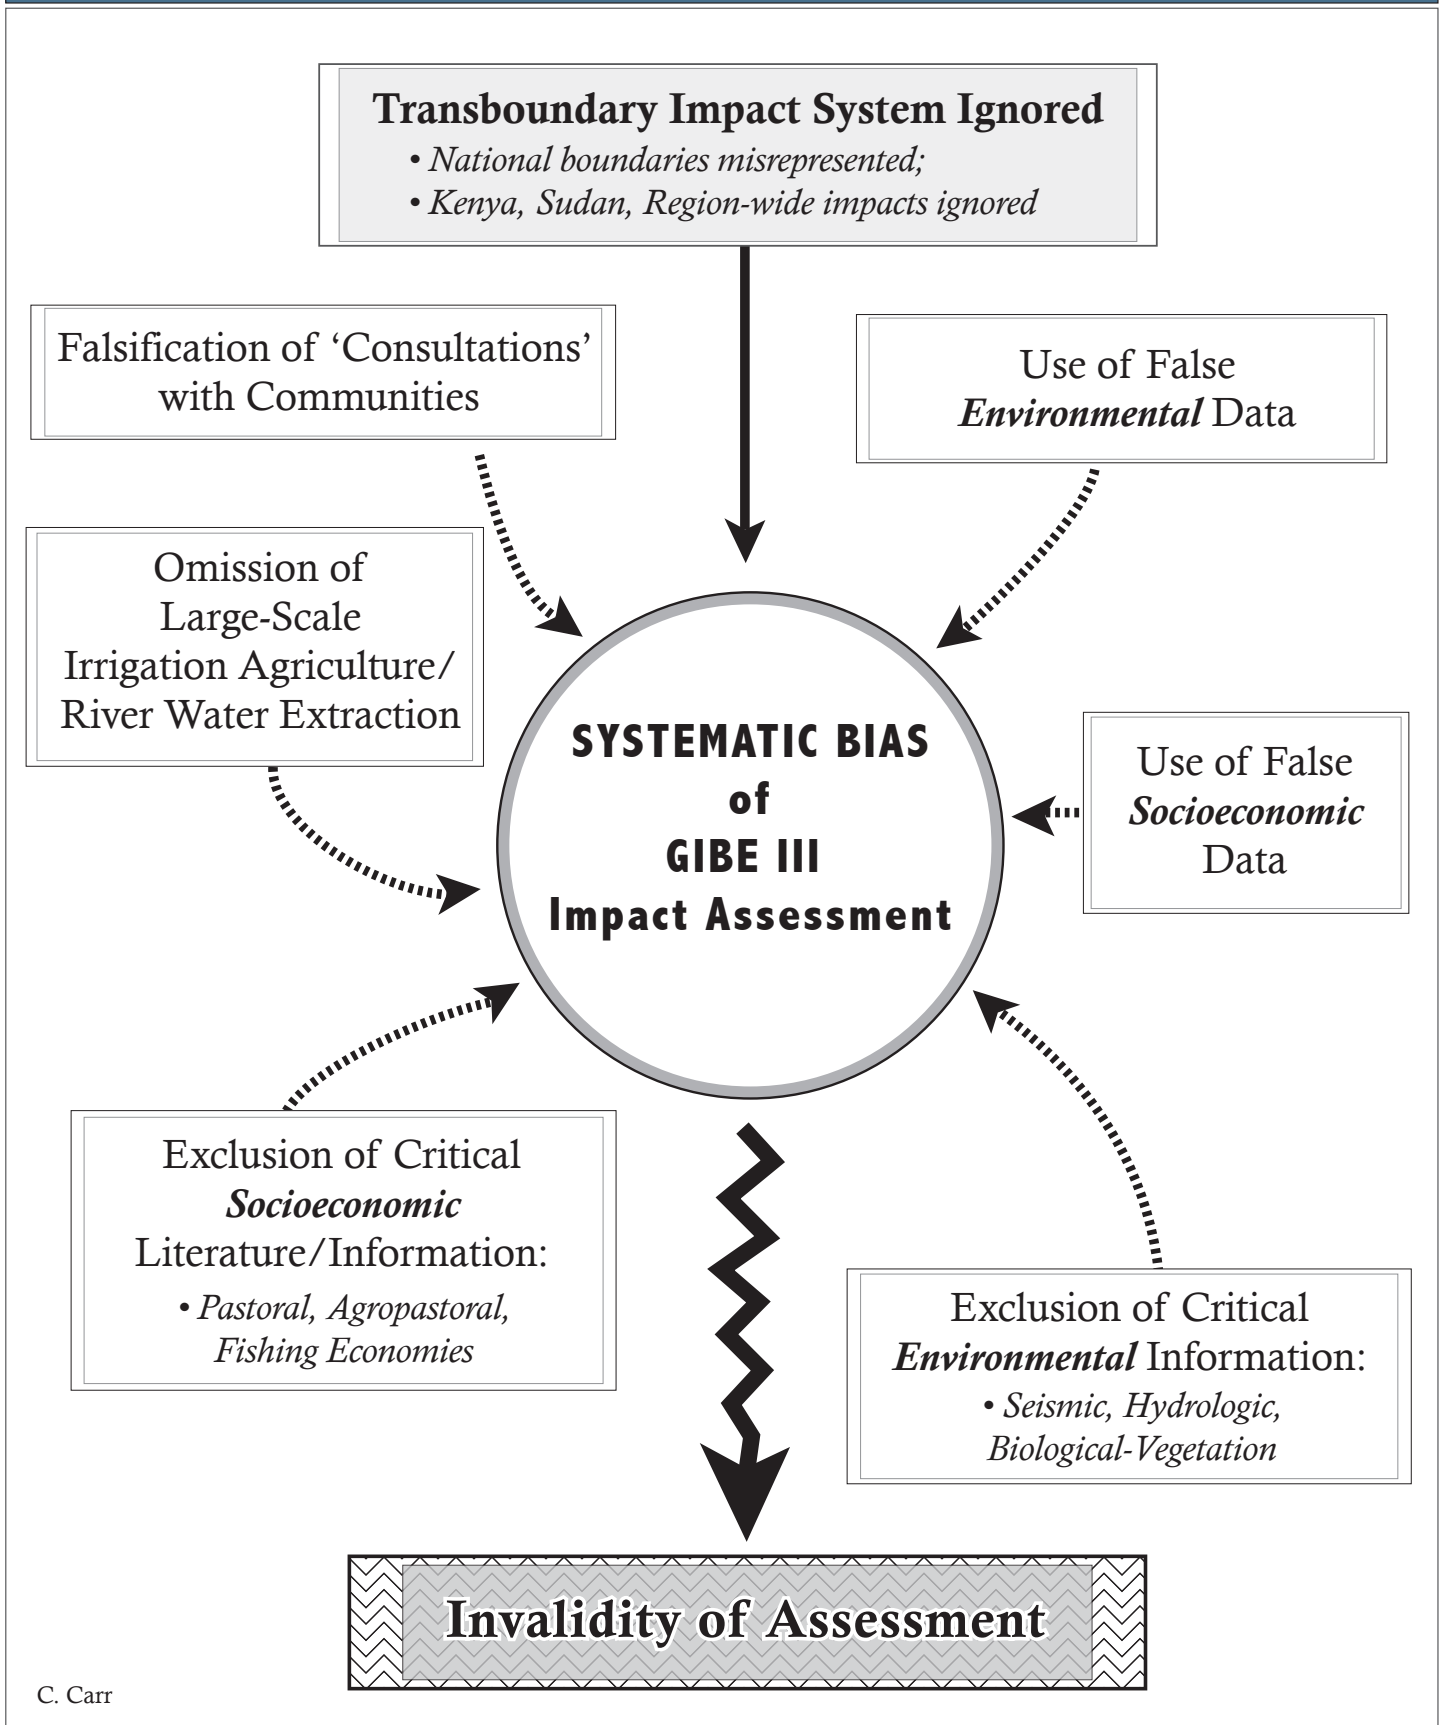 Transboundary Impact System Ignored
• National boundaries misrepresented;
• Kenya, Sudan, Region-wide impacts ignored
Falsification of ‘Consultations’
with Communities
Use of False
Environmental Data
Omission of
Large-Scale
Irrigation Agriculture/
River Water Extraction
SYSTEMATIC BIAS
of
GIBE III
Impact Assessment
Use of False
Socioeconomic
Data
Exclusion of Critical
Socioeconomic
Literature/Information:
• Pastoral, Agropastoral,
Fishing Economies
Exclusion of Critical
Environmental Information:
• Seismic, Hydrologic,
Biological-Vegetation
Invalidity of Assessment
C. Carr